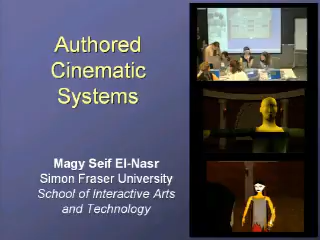 Authored
Cinematic
Systems
Magy Seif El-Nasr
Simon Fraser University
School of Interactive Arts
and Technology